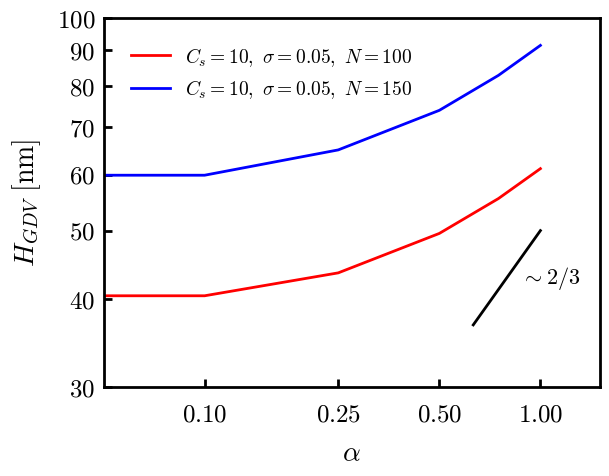 100
90
80
70
60
50
40
30
H_{GDV} [nm]
C_s = 10, σ = 0.05, N = 100
C_s = 10, σ = 0.05, N = 150
∼ 2/3
0.10 0.25 0.50 1.00
α